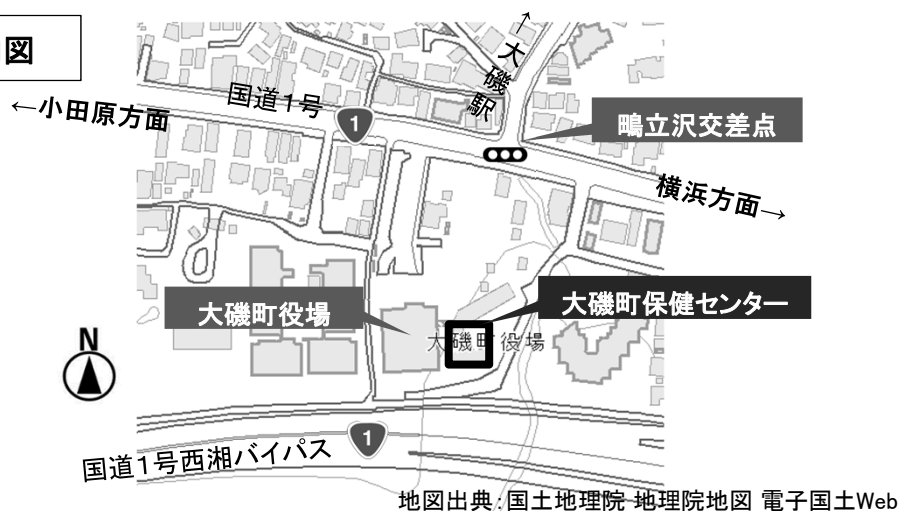 図
↑大磯駅
←小田原方面
国道1号
1
鴫立沢交差点
横浜方面→
大磯町保健センター
大磯町役場
大磯町役場
N
1
国道1号西湘バイパス
地図出典:国土地理院 地理院地図 電子国土Web